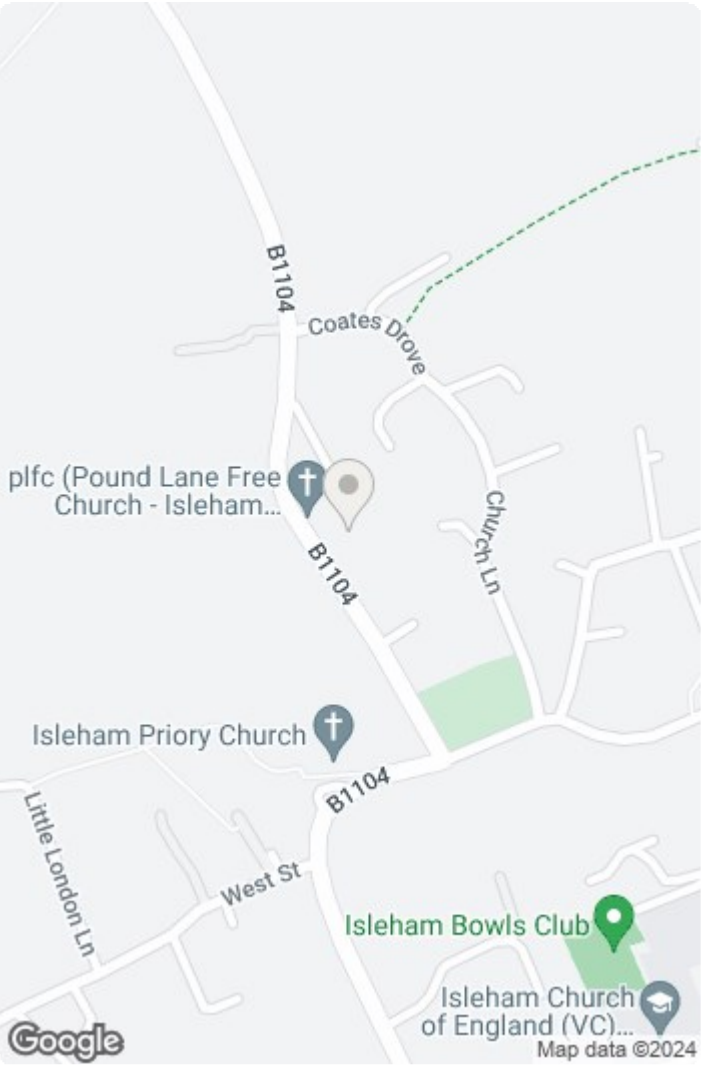 B1104
Coates Drove
plfc (Pound Lane Free
Church - Isleham...
Church Ln
B1104
Isleham Priory Church
B1104
Little London Ln
West St
Isleham Bowls Club
Isleham Church
of England (VC)...
Google
Map data ©2024